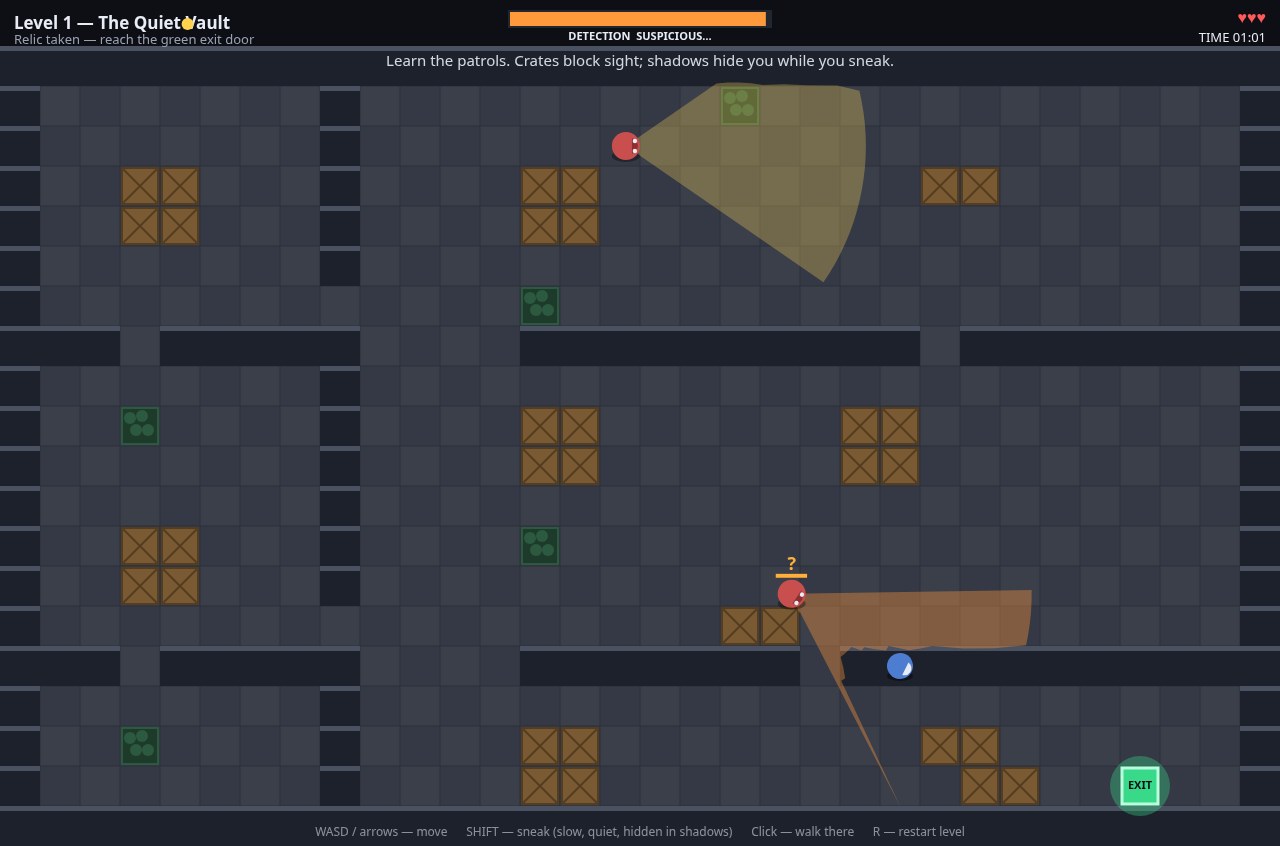 Level 1 — The Quiet Vault
Relic taken — reach the green exit door
DETECTION SUSPICIOUS...
♥♥♥
TIME 01:01
Learn the patrols. Crates block sight; shadows hide you while you sneak.
?
EXIT
WASD / arrows — move SHIFT — sneak (slow, quiet, hidden in shadows) Click — walk there R — restart level